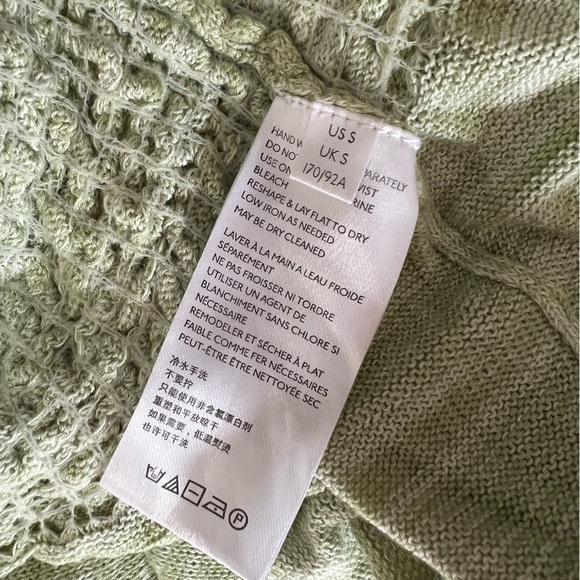 US S
UK S
170/92A
HAND W
DO NOT PARATELY
USE ON WIST
BLEACH RINE
RESHAPE & LAY FLAT TO DRY
LOW IRON AS NEEDED
MAY BE DRY CLEANED
LAVER À LA MAIN A LEAU FROIDE
SÉPARÉMENT
NE PAS FROISSER NI TORDRE
UTILISER UN AGENT DE
BLANCHIMENT SANS CHLORE SI
NÉCESSAIRE
REMODELER ET SÉCHER À PLAT
FAIBLE COMME FER NÉCESSAIRES
PEUT-ÊTRE ÊTRE NETTOYÉE SEC
冷水手洗
不要拧
只能使用非含氯漂白剂
重塑和平放晾干
如果需要，低温熨烫
也许可干洗
P